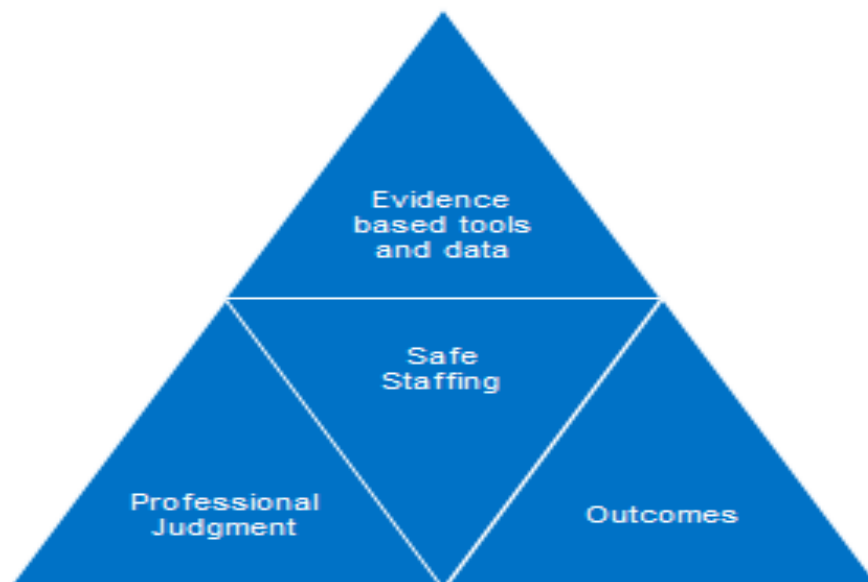 Evidence
based tools
and data
Safe
Staffing
Professional
Judgment
Outcomes